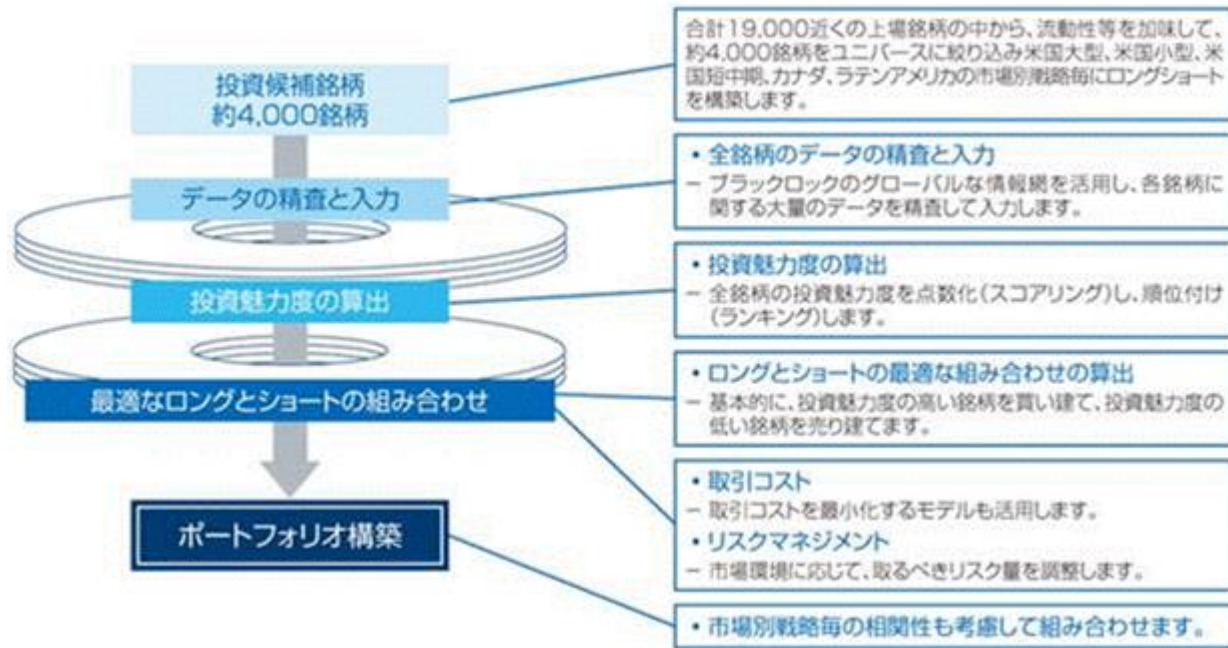 投資候補銘柄
約4,000銘柄
データの精査と入力
投資魅力度の算出
最適なロングとショートの組み合わせ
ポートフォリオ構築
合計19,000近くの上場銘柄の中から、流動性等を加味して、
約4,000銘柄をユニバースに絞り込み米国大型、米国小型、米
国短中期、カナダ、ラテンアメリカの市場別戦略毎にロングショート
を構築します。
・全銘柄のデータの精査と入力
− ブラックロックのグローバルな情報網を活用し、各銘柄に
関する大量のデータを精査して入力します。
・投資魅力度の算出
− 全銘柄の投資魅力度を点数化（スコアリング）し、順位付け
（ランキング）します。
・ロングとショートの最適な組み合わせの算出
− 基本的に、投資魅力度の高い銘柄を買い建て、投資魅力度の
低い銘柄を売り建てます。
・取引コスト
− 取引コストを最小化するモデルも活用します。
・リスクマネジメント
− 市場環境に応じて、取るべきリスク量を調整します。
・市場別戦略毎の相関性も考慮して組み合わせます。